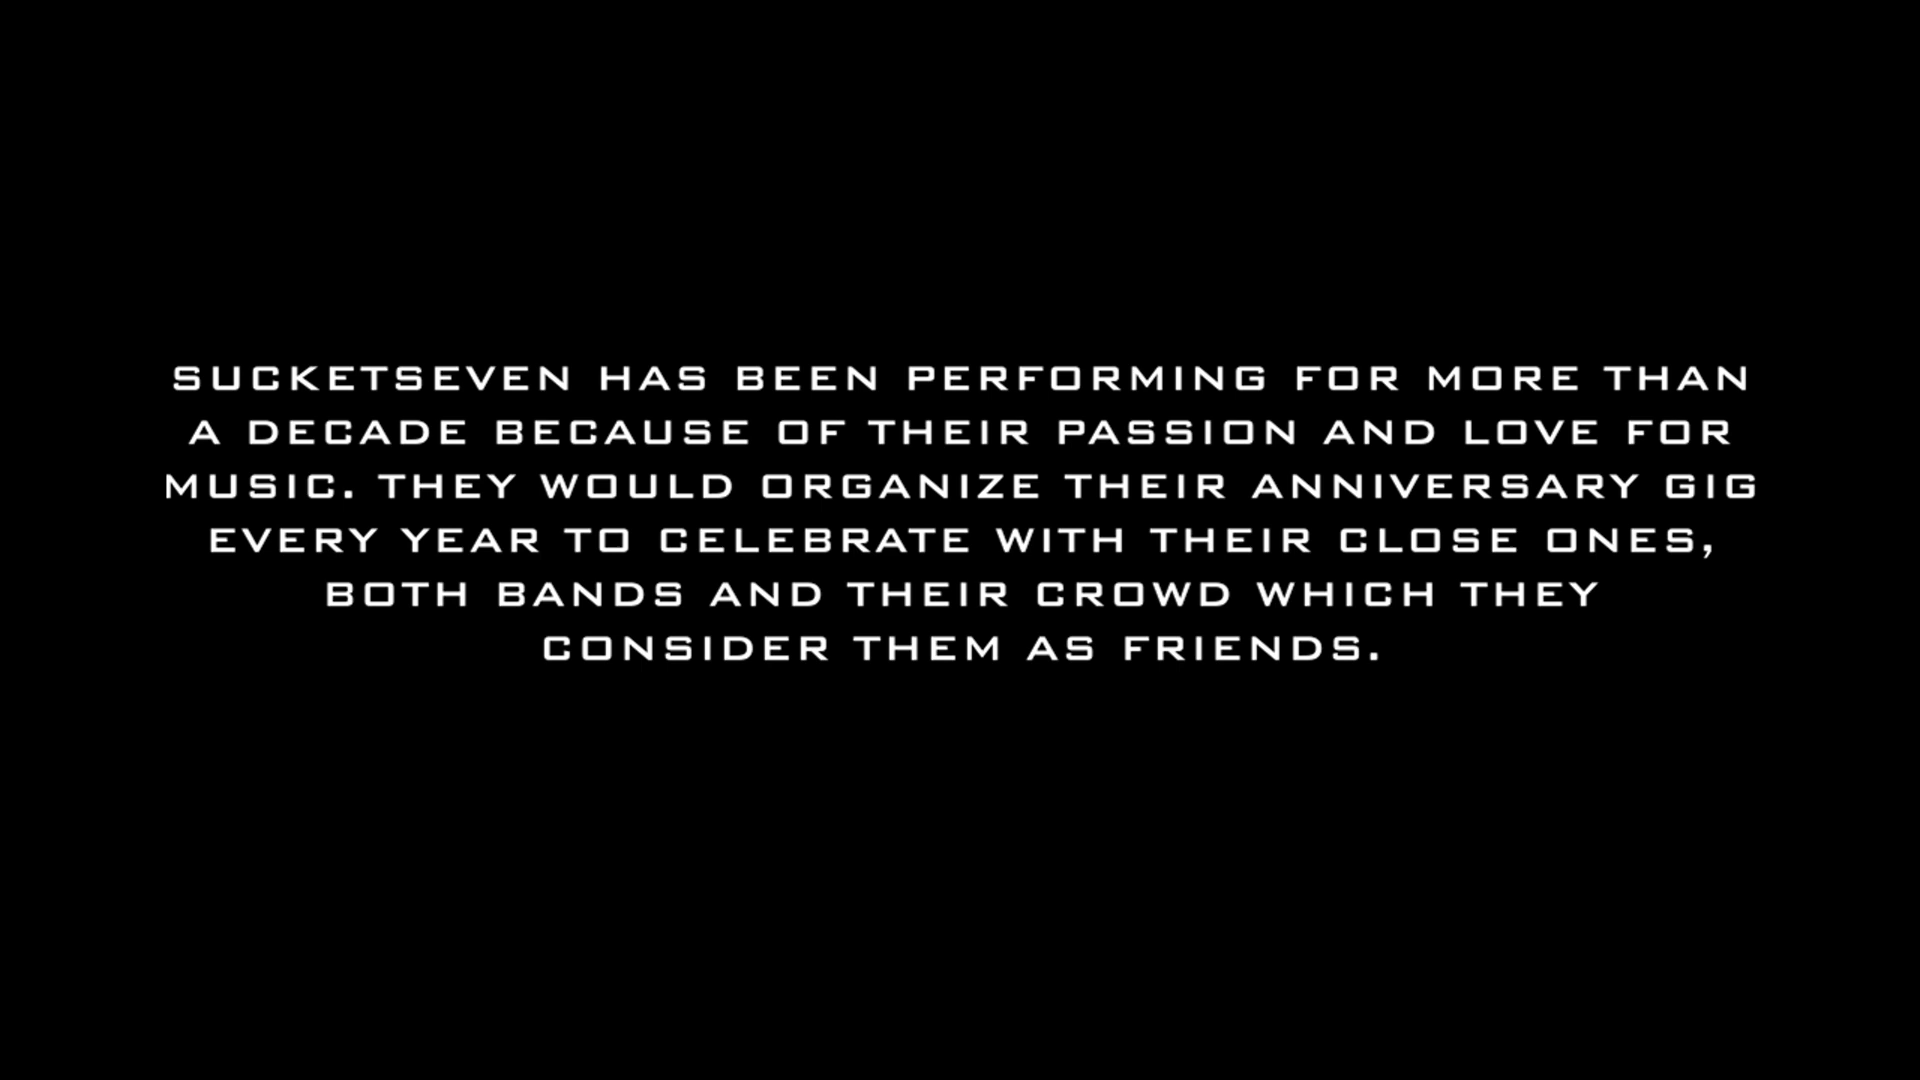 SUCKETSEVEN HAS BEEN PERFORMING FOR MORE THAN
A DECADE BECAUSE OF THEIR PASSION AND LOVE FOR
MUSIC. THEY WOULD ORGANIZE THEIR ANNIVERSARY GIG
EVERY YEAR TO CELEBRATE WITH THEIR CLOSE ONES,
BOTH BANDS AND THEIR CROWD WHICH THEY
CONSIDER THEM AS FRIENDS.